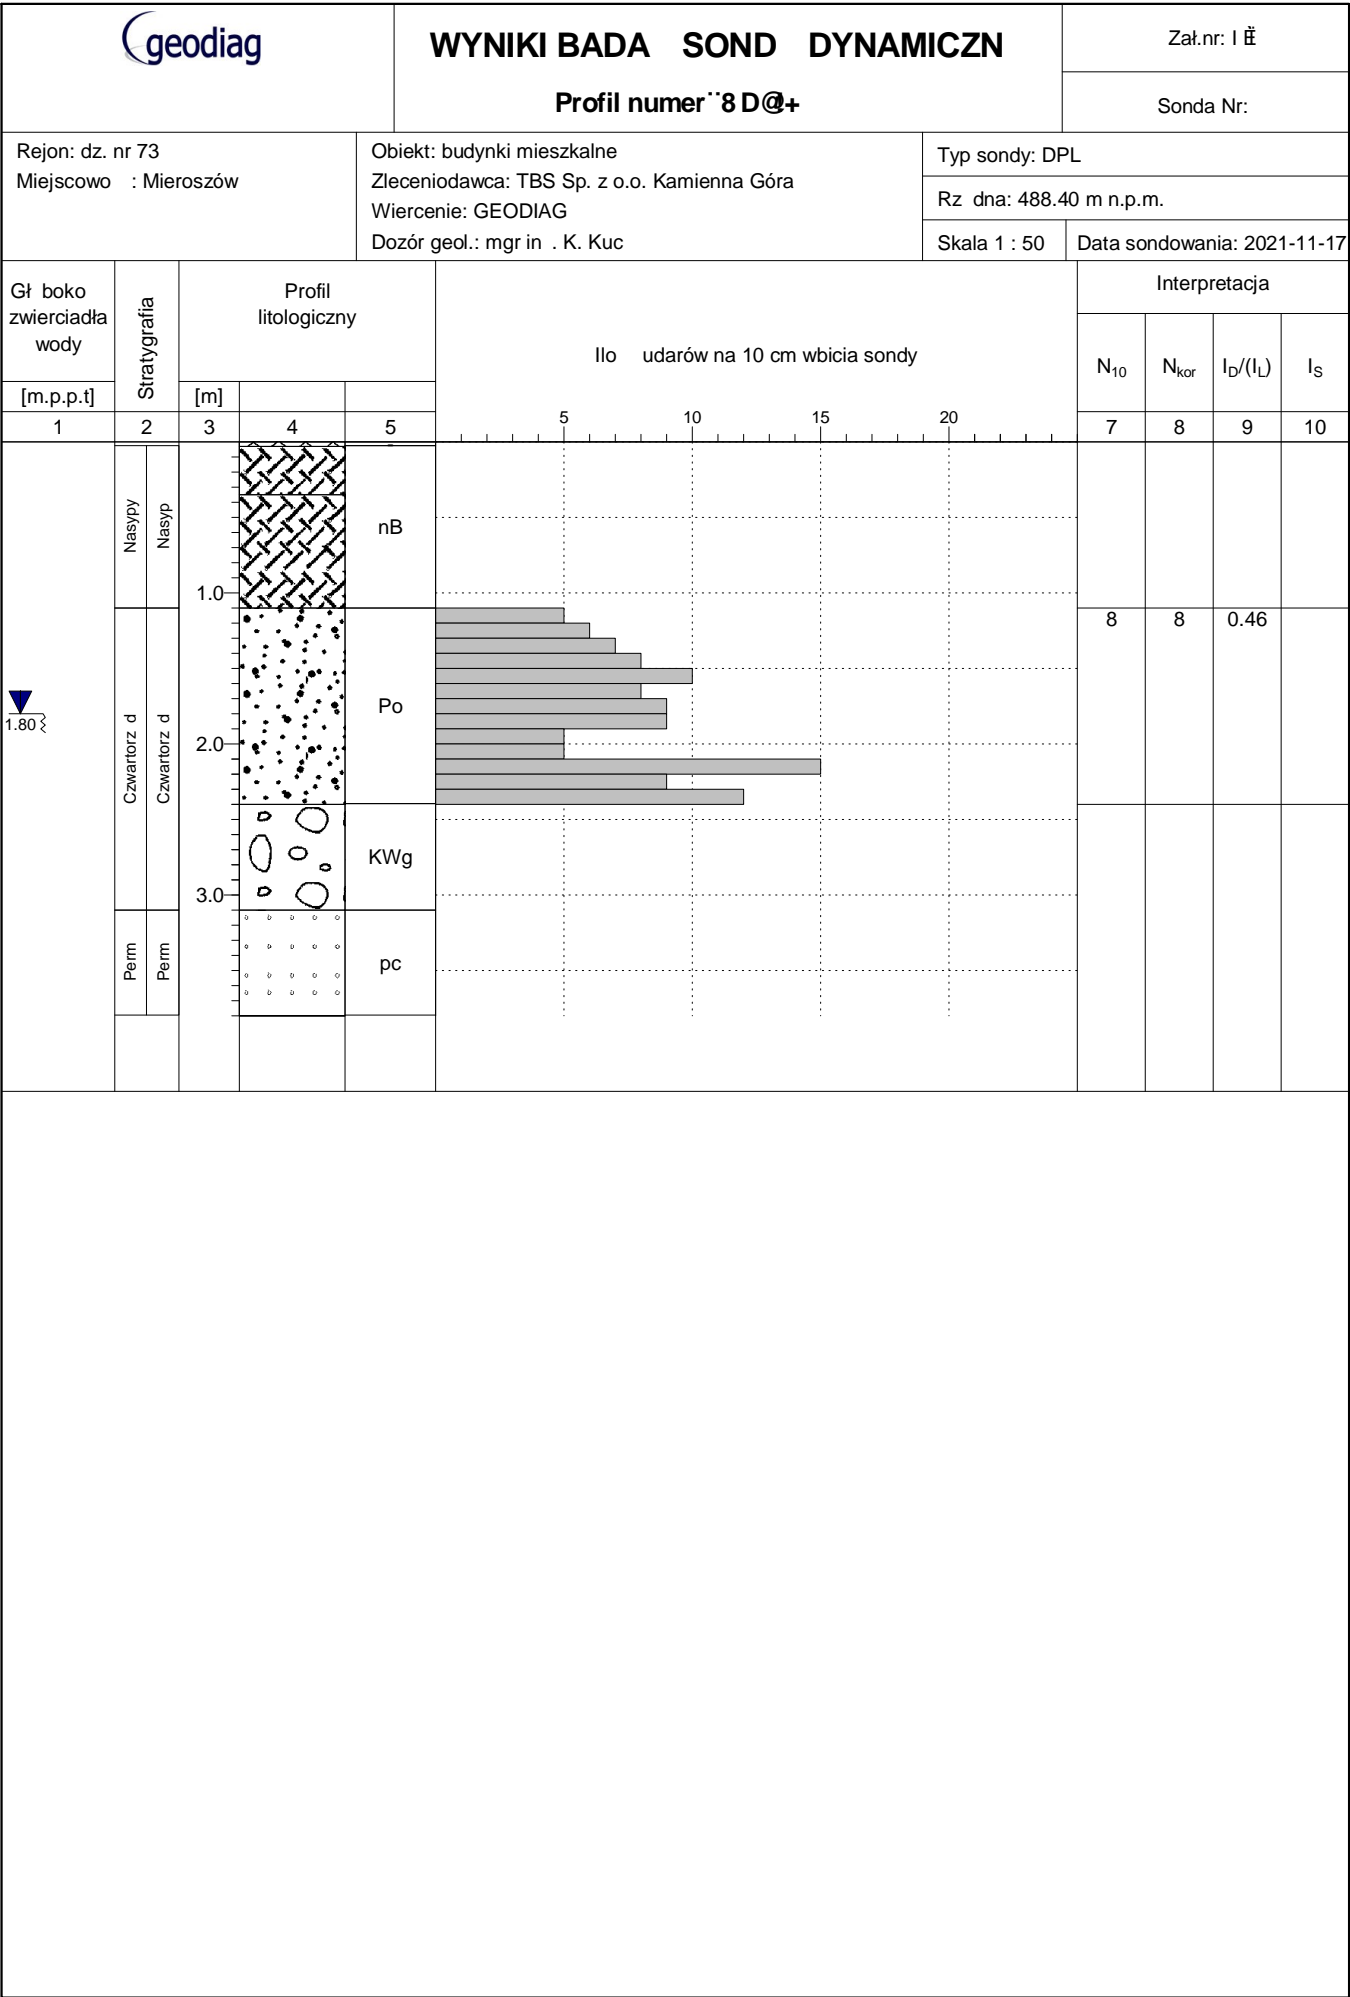 geodiag
WYNIKI BADA SOND DYNAMICZN
Profil numer¨8 D@+
Zał.nr: I
Sonda Nr:
Rejon: dz. nr 73
Miejscowo : Mieroszów
Obiekt: budynki mieszkalne
Zleceniodawca: TBS Sp. z o.o. Kamienna Góra
Wiercenie: GEODIAG
Dozór geol.: mgr in . K. Kuc
Typ sondy: DPL
Rz dna: 488.40 m n.p.m.
Skala 1 : 50
Data sondowania: 2021-11-17
Gł boko
zwierciadła
wody
[m.p.p.t]
Stratygrafia
Profil
litologiczny
[m]
Ilo udarów na 10 cm wbicia sondy
Interpretacja
N10
Nkor
ID/(IL)
IS
1 2 3 4 5
5 10 15 20
7 8 9 10
Nasypy
Nasyp
nB
1.0
8 8 0.46
1.80
Czwartorz d
Czwartorz d
Po
2.0
KWg
3.0
Perm
Perm
pc